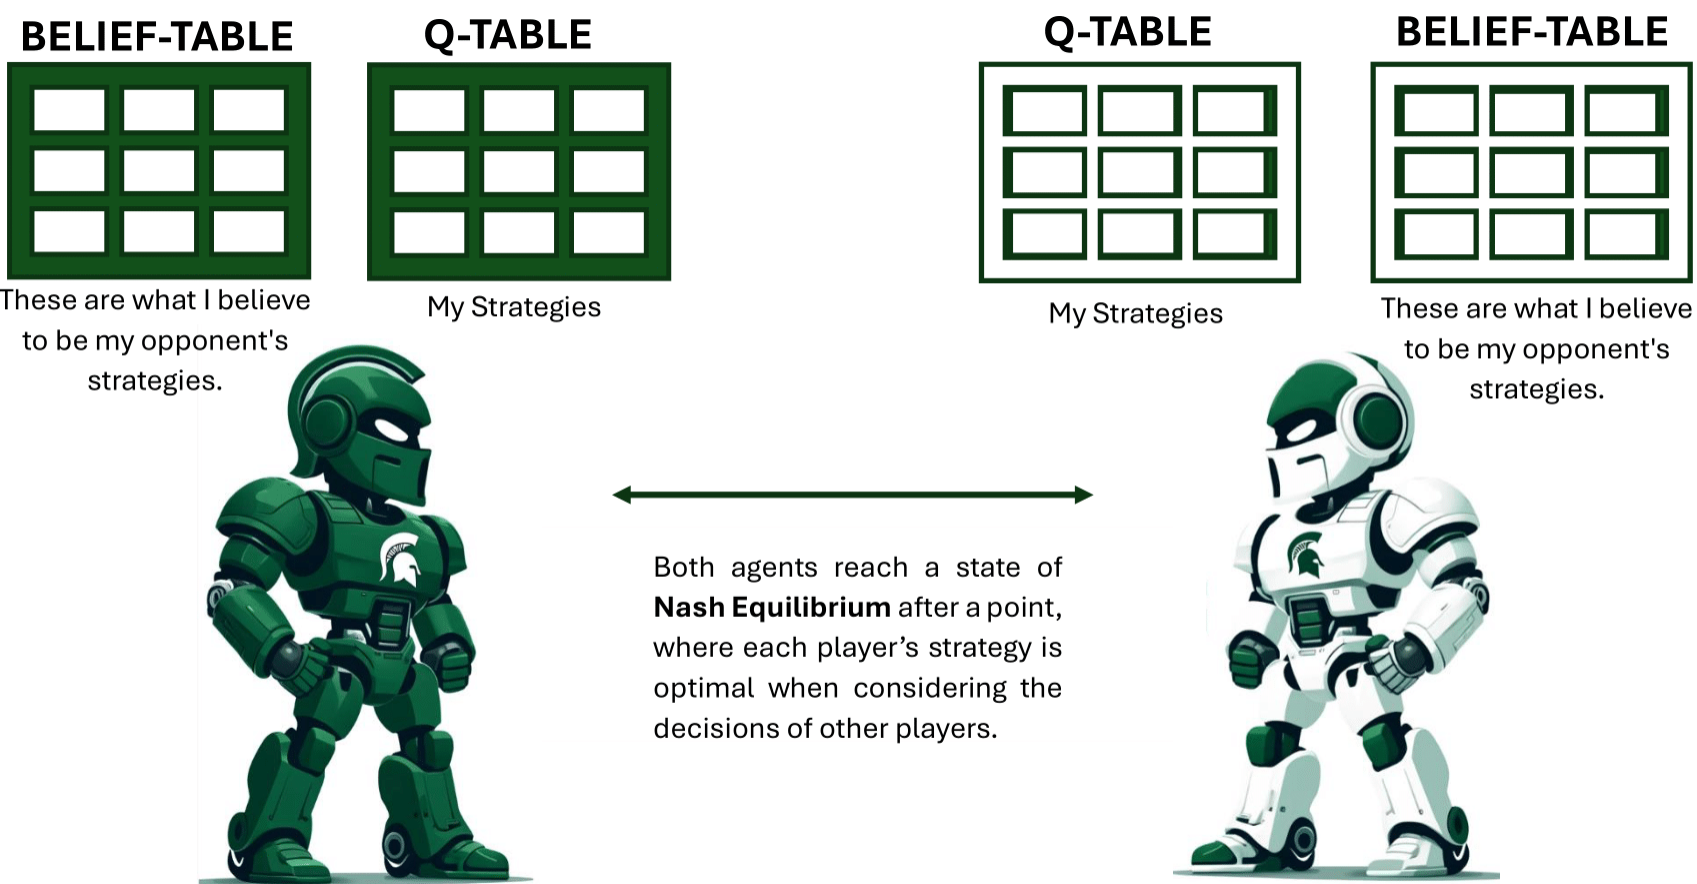 BELIEF-TABLE
Q-TABLE
Q-TABLE
BELIEF-TABLE
These are what I believe
to be my opponent's
strategies.
My Strategies
My Strategies
These are what I believe
to be my opponent's
strategies.
Both agents reach a state of
Nash Equilibrium after a point,
where each player’s strategy is
optimal when considering the
decisions of other players.